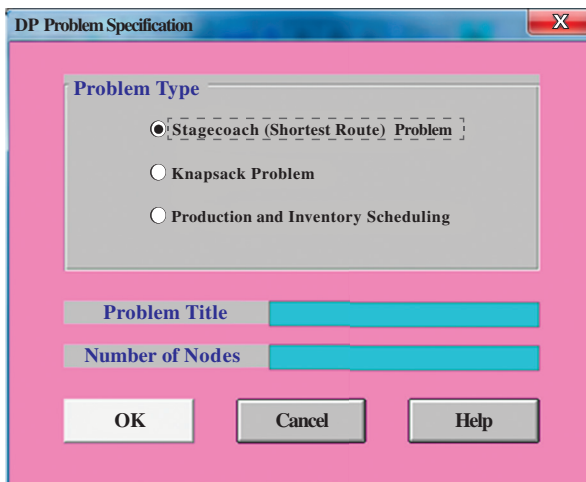 DP Problem Specification
X
Problem Type
Stagecoach (Shortest Route) Problem
Knapsack Problem
Production and Inventory Scheduling
Problem Title
Number of Nodes
OK Cancel Help